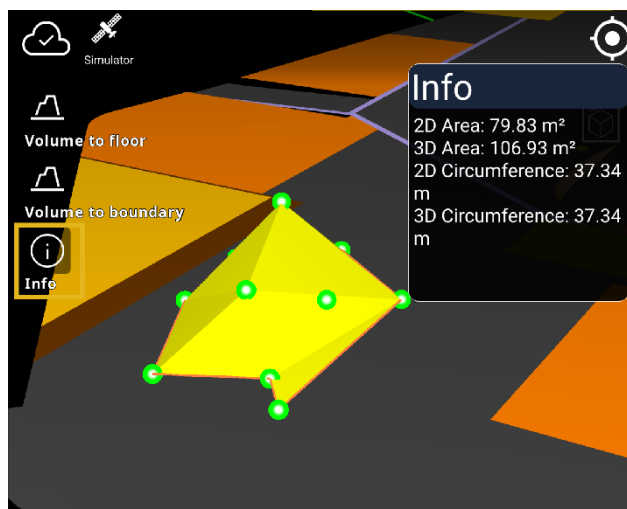 Simulator
Info
Volume to floor
2D Area: 79.83 m²
3D Area: 106.93 m²
2D Circumference: 37.34
m
3D Circumference: 37.34
m
Volume to boundary
Info